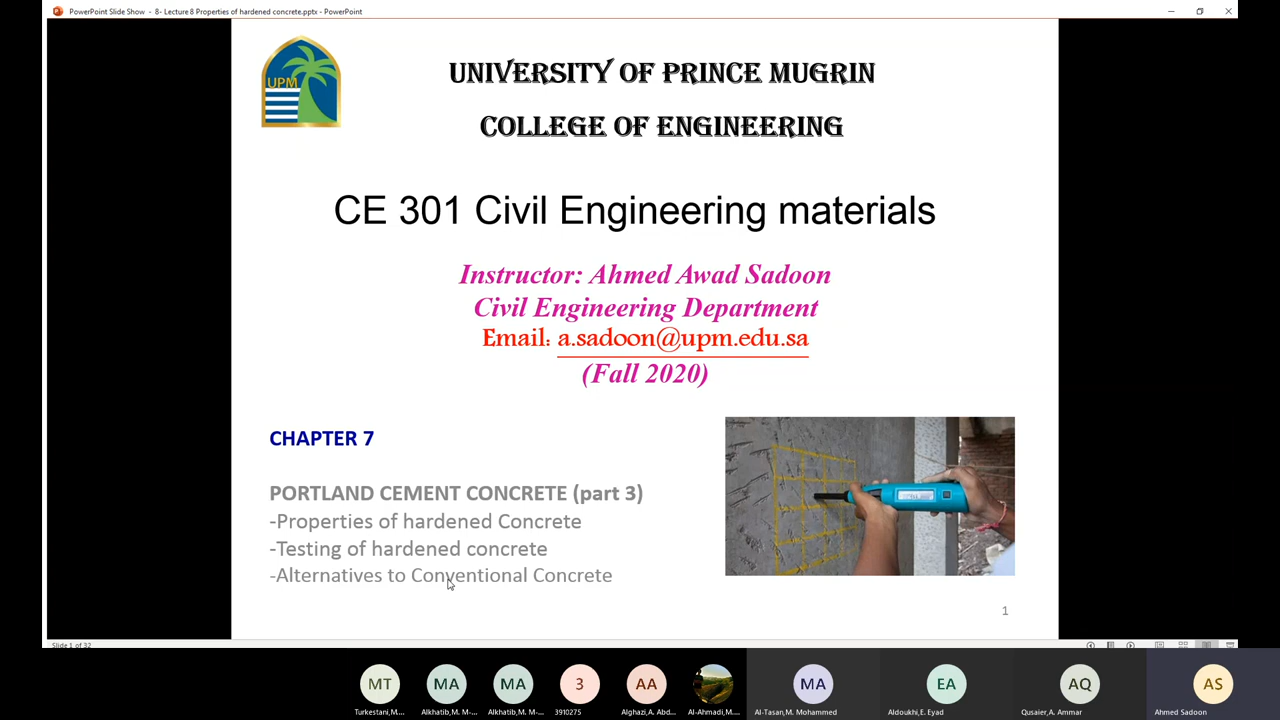 PowerPoint Slide Show - 8- Lecture 8 Properties of hardened concrete.pptx - PowerPoint
UPM
UNIVERSITY OF PRINCE MUGRIN
COLLEGE OF ENGINEERING
CE 301 Civil Engineering materials
Instructor: Ahmed Awad Sadoon
Civil Engineering Department
Email: a.sadoon@upm.edu.sa
(Fall 2020)
CHAPTER 7
PORTLAND CEMENT CONCRETE (part 3)
-Properties of hardened Concrete
-Testing of hardened concrete
-Alternatives to Conventional Concrete
1
Slide 1 of 32
MT
MA
MA
3
AA
MA
EA
AQ
AS
Turkestani,M....
Alkhatib,M. M-...
Alkhatib,M. M-...
3910275
Alghazi,A. Abd...
Al-Ahmadi,M....
Al-Tasan,M. Mohammed
Aldoukhi,E. Eyad
Qusaier,A. Ammar
Ahmed Sadoon